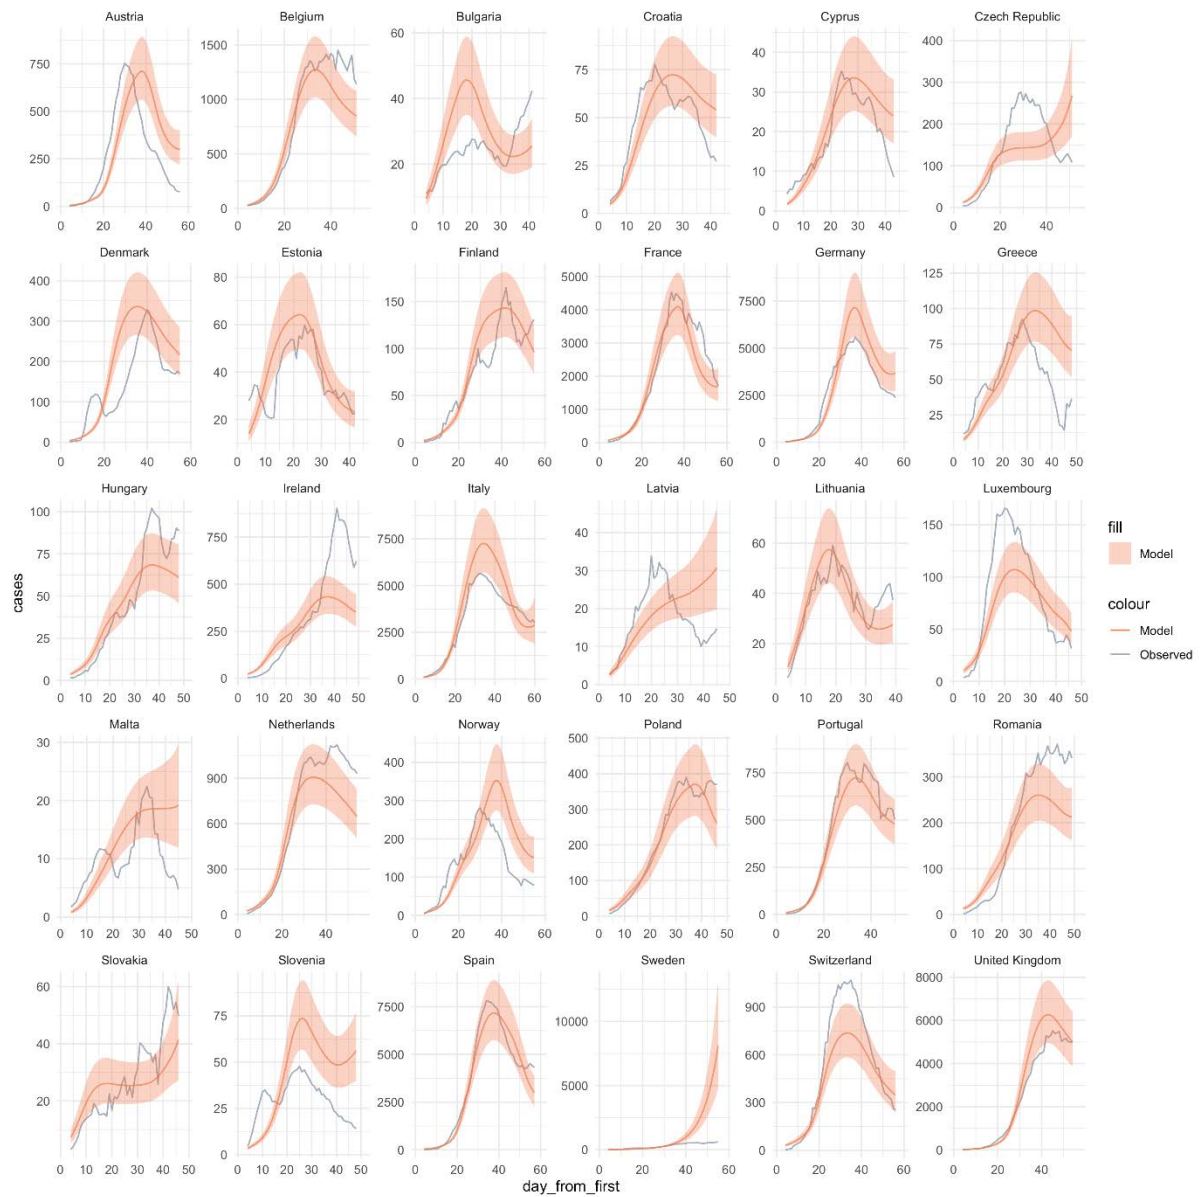 Austria
Belgium
Bulgaria
Croatia
Cyprus
Czech Republic
750
500
250
0
0 20 40 60
1500
1000
500
0
0 20 40
60
40
20
0 10 20 30 40
75
50
25
0
0 10 20 30 40
40
30
20
10
0
0 10 20 30 40
400
300
200
100
0
0 20 40
Denmark
Estonia
Finland
France
Germany
Greece
400
300
200
100
0
0 20 40 60
80
60
40
20
0 10 20 30 40
150
100
50
0
0 20 40
5000
4000
3000
2000
1000
0
0 20 40
7500
5000
2500
0
0 20 40 60
125
100
75
50
25
0 10 20 30 40 50
Hungary
Ireland
Italy
Latvia
Lithuania
Luxembourg
100
75
50
25
0
0 10 20 30 40 50
750
500
250
0
0 10 20 30 40 50
7500
5000
2500
0
0 20 40 60
40
30
20
10
0
0 10 20 30 40 50
60
40
20
0 10 20 30 40
150
100
50
0
0 10 20 30 40
Malta
Netherlands
Norway
Poland
Portugal
Romania
30
20
10
0
0 10 20 30 40
900
600
300
0
0 10 20 30 40 50
400
300
200
100
0
0 20 40
500
400
300
200
100
0
0 10 20 30 40 50
750
500
250
0
0 20 40
300
200
100
0
0 10 20 30 40 50
Slovakia
Slovenia
Spain
Sweden
Switzerland
United Kingdom
60
40
20
0 10 20 30 40
75
50
25
0
0 10 20 30 40 50
7500
5000
2500
0
0 20 40 60
10000
5000
0
0 20 40 60
900
600
300
0
0 20 40 60
8000
6000
4000
2000
0
0 20 40
cases
day_from_first
fill
Model
colour
Model
Observed